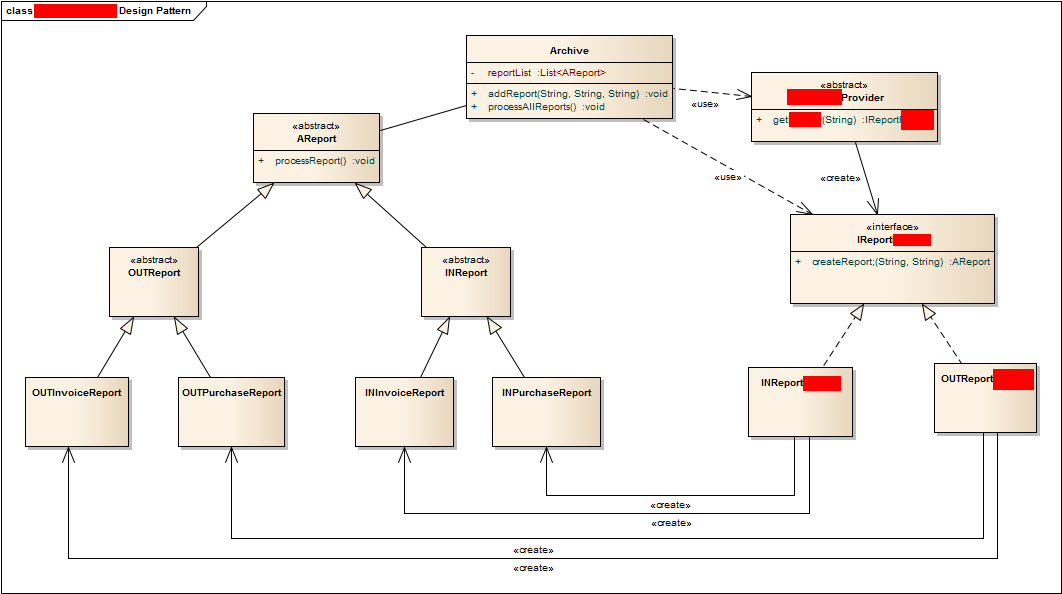 class Design Pattern
Archive
- reportList :List<AReport>
+ addReport(String, String, String) :void
+ processAllReports() :void
«use»
«abstract»
Provider
+ get y(String) :IReport
«abstract»
AReport
+ processReport() :void
«use»
«create»
«interface»
IReport
+ createReport;(String, String) :AReport
«abstract»
OUTReport
«abstract»
INReport
OUTInvoiceReport
OUTPurchaseReport
INInvoiceReport
INPurchaseReport
INReport
OUTReport
«create»
«create»
«create»
«create»